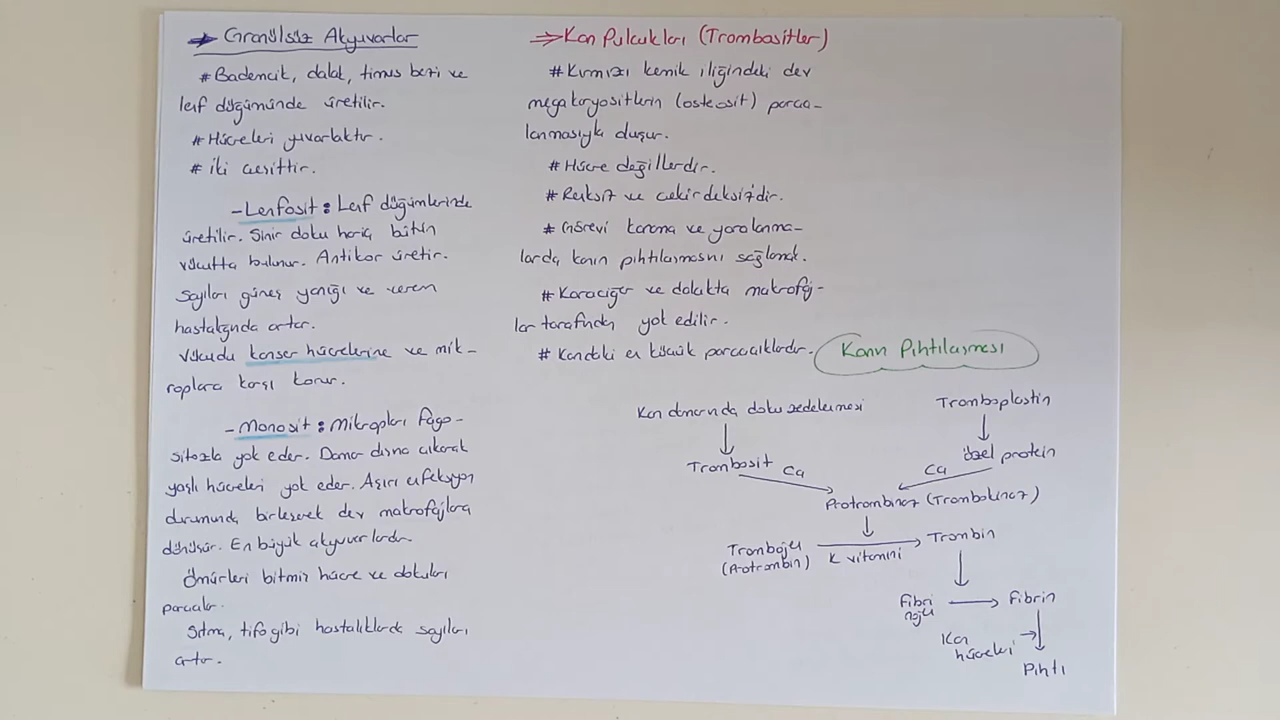 → Granülsüz Akyuvarlar
# Bademcik, dalak, timus bezi ve
lenf düğümünde üretilir.
# Hücreleri yuvarlaktır.
# İki çeşittir.
- Lenfosit : Lenf düğümlerinde
üretilir. Sinir doku hariç bütün
vücutta bulunur. Antikor üretir.
Sayıları güneş yanığı ve verem
hastalığında artar.
Vücudu kanser hücrelerine ve mik-
roplara karşı korur.
- Monosit : Mikropları fago-
sitozla yok eder. Damar dışına çıkarak
yaşlı hücreleri yok eder. Aşırı enfeksiyon
durumunda birleşerek dev makrofajlara
dönüşür. En büyük akyuvarlardır.
Ömürleri bitmiş hücre ve dokuları
parçalar.
Sıtma, tifo gibi hastalıklarda sayıları
artar.
⇒ Kan Pulcukları (Trombositler)
# Kırmızı kemik iliğindeki dev
megakaryositlerin (osteosit) parça-
lanmasıyla oluşur.
# Hücre değillerdir.
# Renksiz ve çekirdeksizdir.
# Görevi kanama ve yaralanma-
larda kanın pıhtılaşmasını sağlamak.
# Karaciğer ve dalakta makrofaj-
lar tarafından yok edilir.
# Kandaki en küçük parçacıklardır.
Kanın Pıhtılaşması
Kan damarında doku zedelenmesi
Tromboplastin
Trombosit Ca
Ca özel protein
Protrombinaz (Trombokinaz)
Trombojen
(Protrombin)
K vitamini
Trombin
Fibri
nojen
Fibrin
Kan
hücreleri
Pıhtı